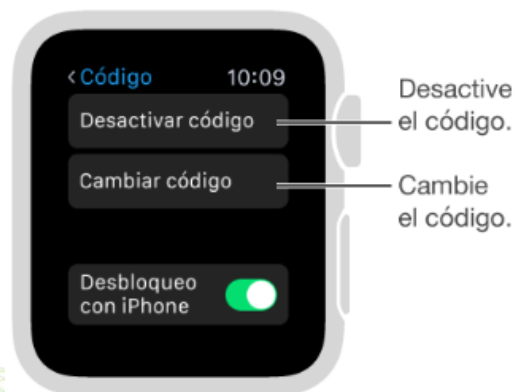 < Código 10:09
Desactivar código
Cambiar código
Desbloqueo
con iPhone
Desactive
el código.
Cambie
el código.